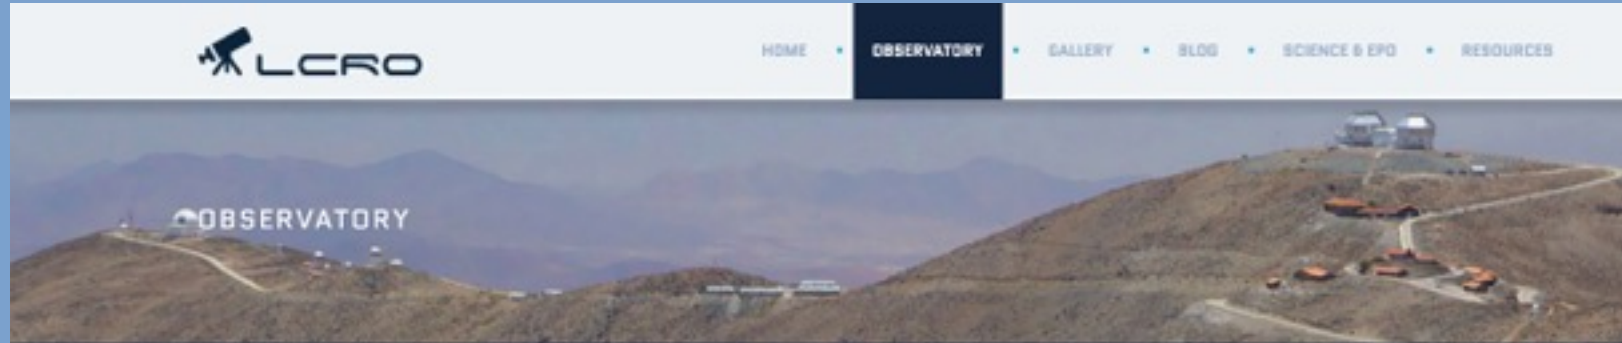 LCRO
HOME • OBSERVATORY • GALLERY • BLOG • SCIENCE & EPO • RESOURCES
OBSERVATORY